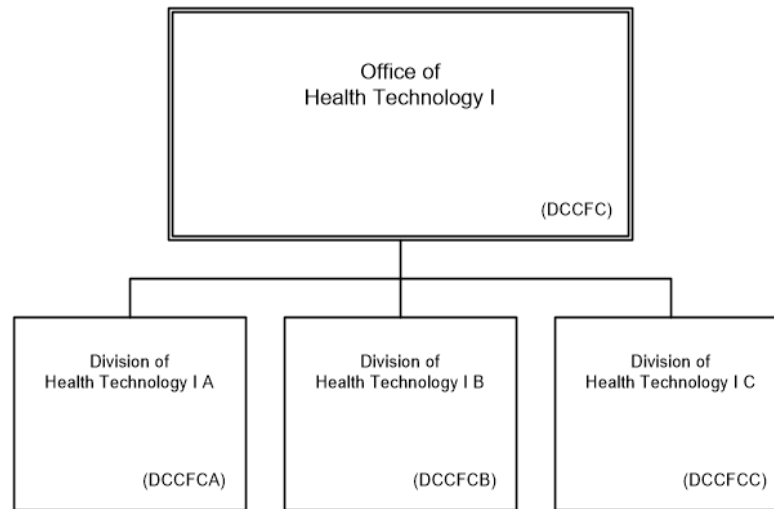 Office of
Health Technology I
(DCCFC)
Division of
Health Technology I A
(DCCFCA)
Division of
Health Technology I B
(DCCFCB)
Division of
Health Technology I C
(DCCFCC)